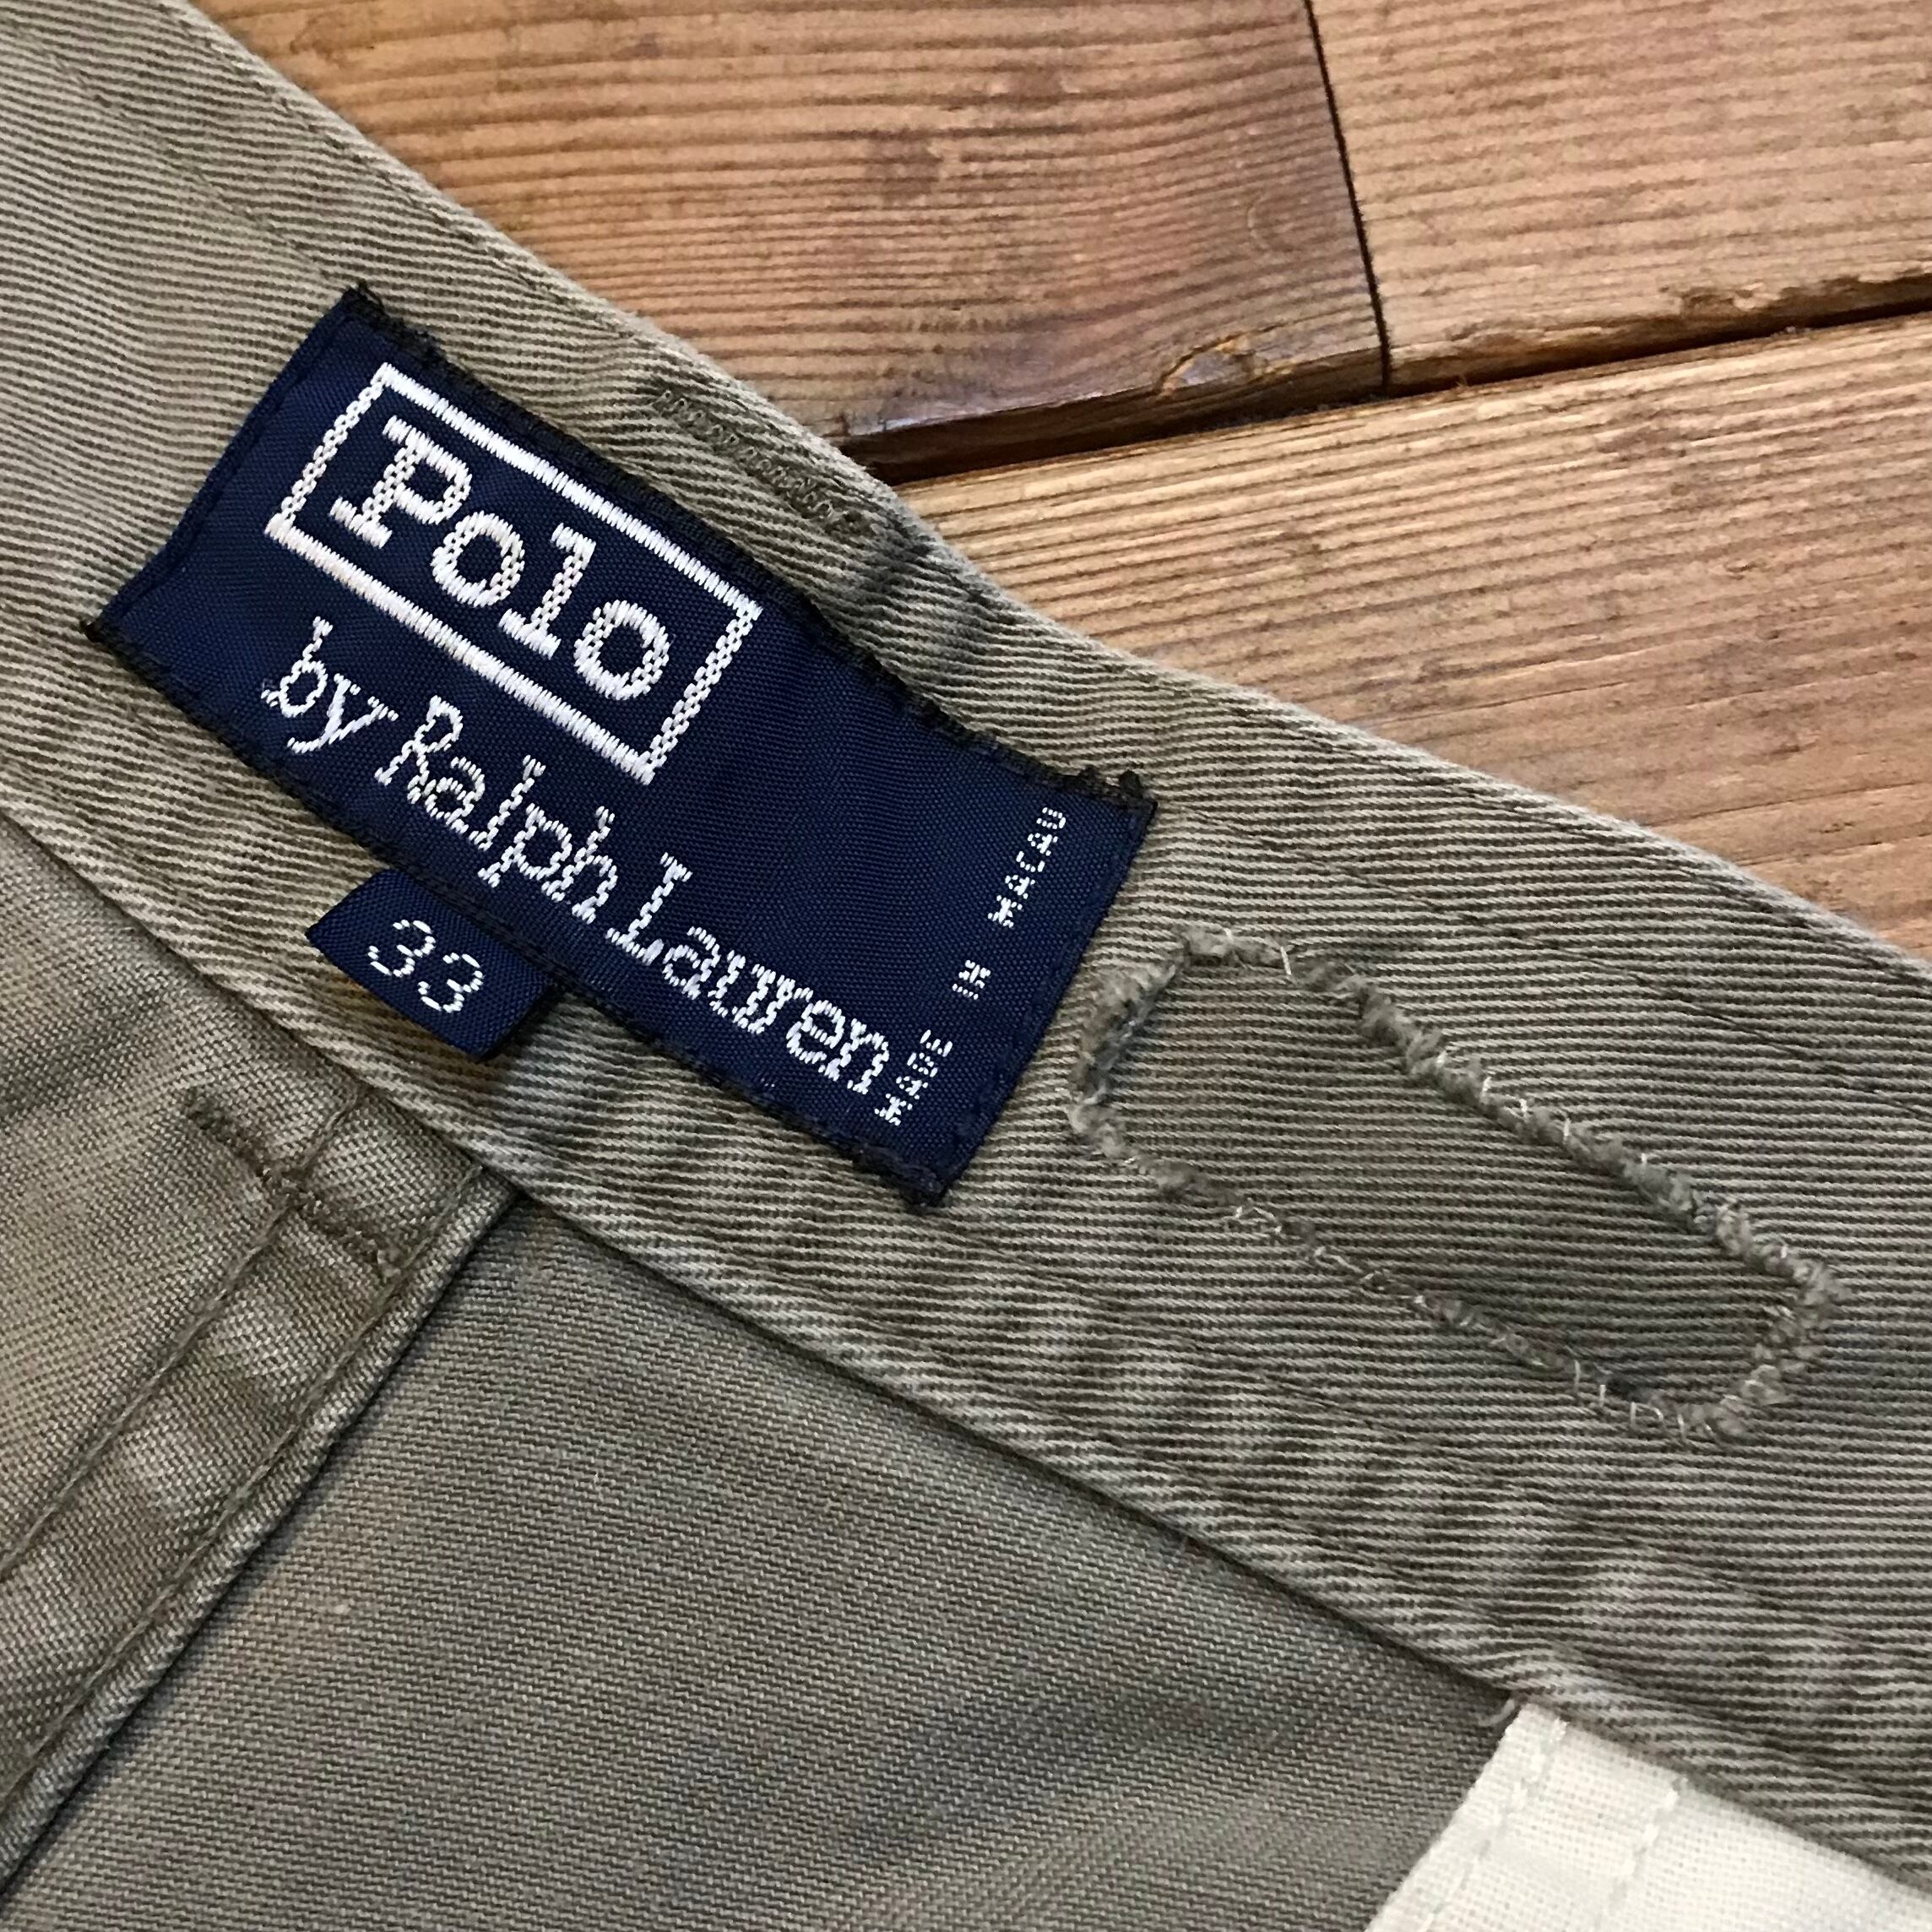 Polo
by Ralph Lauren
MADE IN MACAU
33